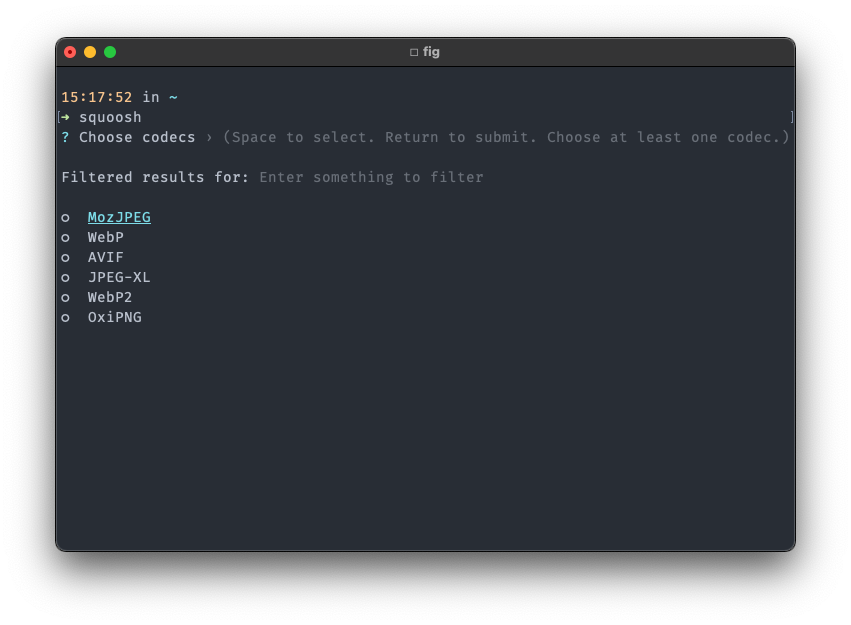 fig
15:17:52 in ~
[→ squoosh ]
? Choose codecs › (Space to select. Return to submit. Choose at least one codec.)
Filtered results for: Enter something to filter
○ MozJPEG
○ WebP
○ AVIF
○ JPEG-XL
○ WebP2
○ OxiPNG